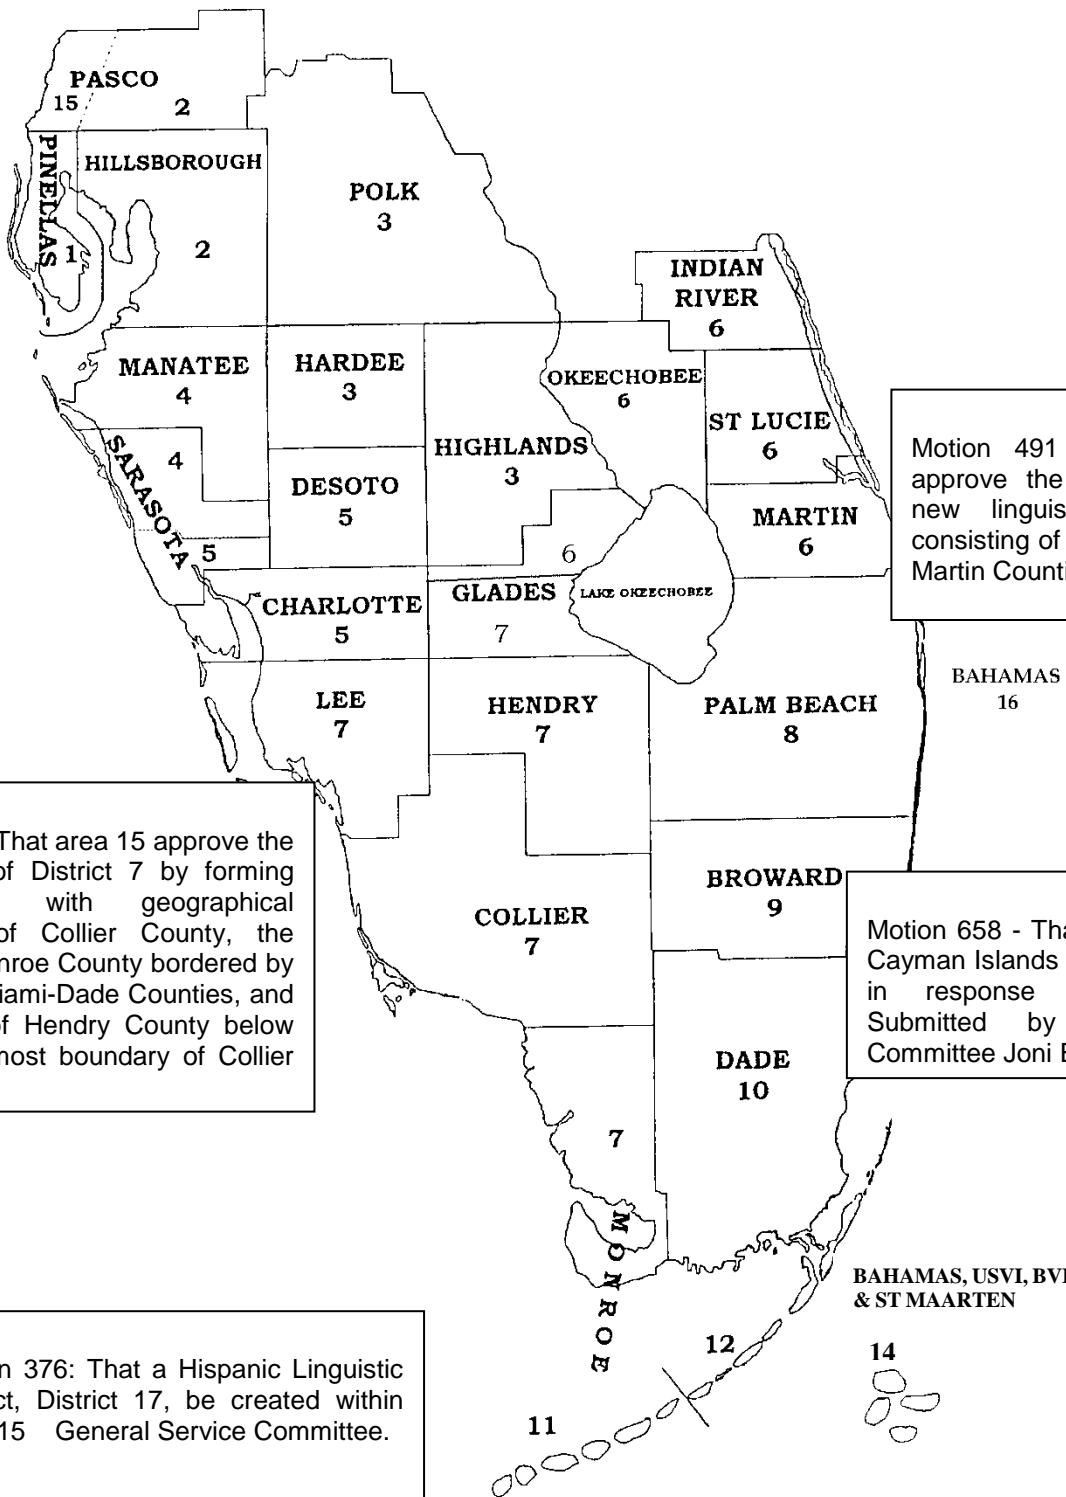 PASCO
15
2
PINELLAS
1
HILLSBOROUGH
2
POLK
3
INDIAN
RIVER
6
MANATEE
4
HARDEE
3
OKEECHOBEE
6
ST LUCIE
6
HIGHLANDS
3
SARASOTA
4
5
DESOTO
5
MARTIN
6
6
GLADES
7
LAKE OKEECHOBEE
CHARLOTTE
5
Motion 491
approve the
new linguis
consisting of
Martin Counti
BAHAMAS
16
LEE
7
HENDRY
7
PALM BEACH
8
That area 15 approve the
of District 7 by forming
with geographical
of Collier County, the
nroe County bordered by
iami-Dade Counties, and
of Hendry County below
most boundary of Collier
COLLIER
7
BROWARD
9
Motion 658 - Tha
Cayman Islands
in response
Submitted by
Committee Joni B
DADE
10
7
MONROE
BAHAMAS, USVI, BVI
& ST MAARTEN
14
12
11
n 376: That a Hispanic Linguistic
ct, District 17, be created within
15 General Service Committee.